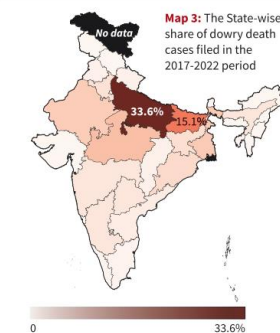 Map 3: The State-wise
share of dowry death
cases filed in the
2017-2022 period
No data
33.6%
15.1%
0
33.6%